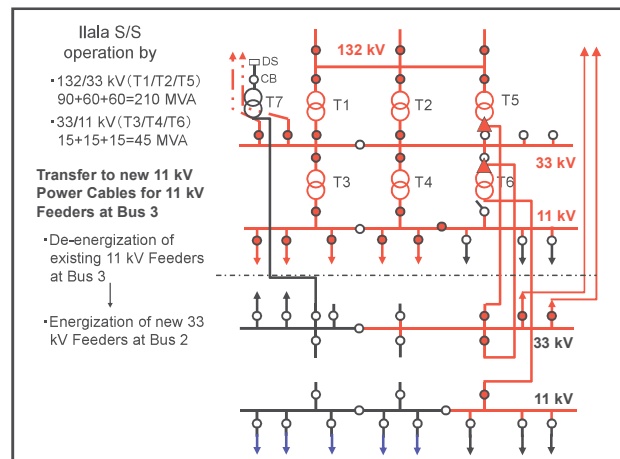 Ilala S/S
operation by
・132/33 kV(T1/T2/T5)
90+60+60=210 MVA
・33/11 kV(T3/T4/T6)
15+15+15=45 MVA
Transfer to new 11 kV
Power Cables for 11 kV
Feeders at Bus 3
・De-energization of
existing 11 kV Feeders
at Bus 3
・Energization of new 33
kV Feeders at Bus 2
132 kV
DS
CB
T7
T1
T2
T5
33 kV
T3
T4
T6
11 kV
33 kV
11 kV